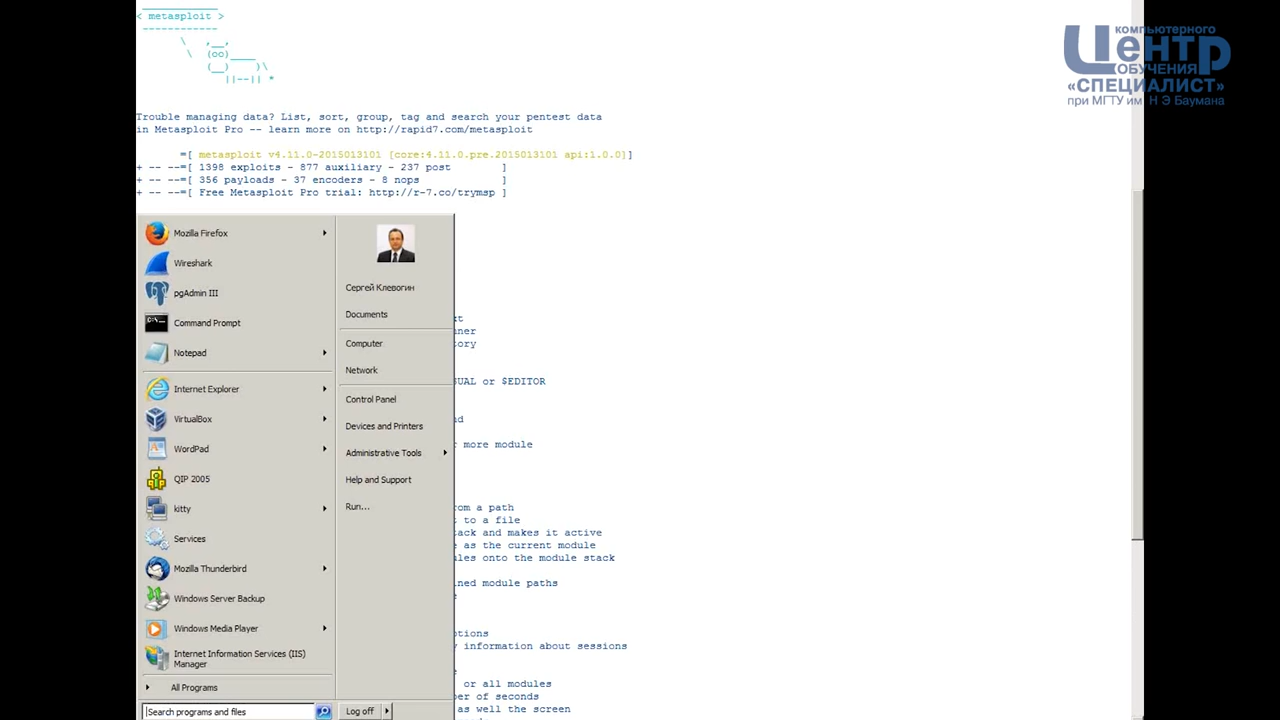 < metasploit >
------------
\ ,__,
\ (oo)____
(__) )\
||--|| *
Trouble managing data? List, sort, group, tag and search your pentest data
in Metasploit Pro -- learn more on http://rapid7.com/metasploit
=[ metasploit v4.11.0-2015013101 [core:4.11.0.pre.2015013101 api:1.0.0]]
+ -- --=[ 1398 exploits - 877 auxiliary - 237 post ]
+ -- --=[ 356 payloads - 37 encoders - 8 nops ]
+ -- --=[ Free Metasploit Pro trial: http://r-7.co/trymsp ]
компьютерного
Центр
ОБУЧЕНИЯ
«СПЕЦИАЛИСТ»
при МГТУ им. Н Э Баумана
Mozilla Firefox
Wireshark
pgAdmin III
Command Prompt
Notepad
Internet Explorer
VirtualBox
WordPad
QIP 2005
kitty
Services
Mozilla Thunderbird
Windows Server Backup
Windows Media Player
Internet Information Services (IIS)
Manager
All Programs
Search programs and files
Сергей Клевогин
Documents
Computer
Network
Control Panel
Devices and Printers
Administrative Tools
Help and Support
Run...
Log off
UAL or $EDITOR
more module
om a path
to a file
tack and makes it active
as the current module
les onto the module stack
ined module paths
ptions
information about sessions
or all modules
er of seconds
as well the screen